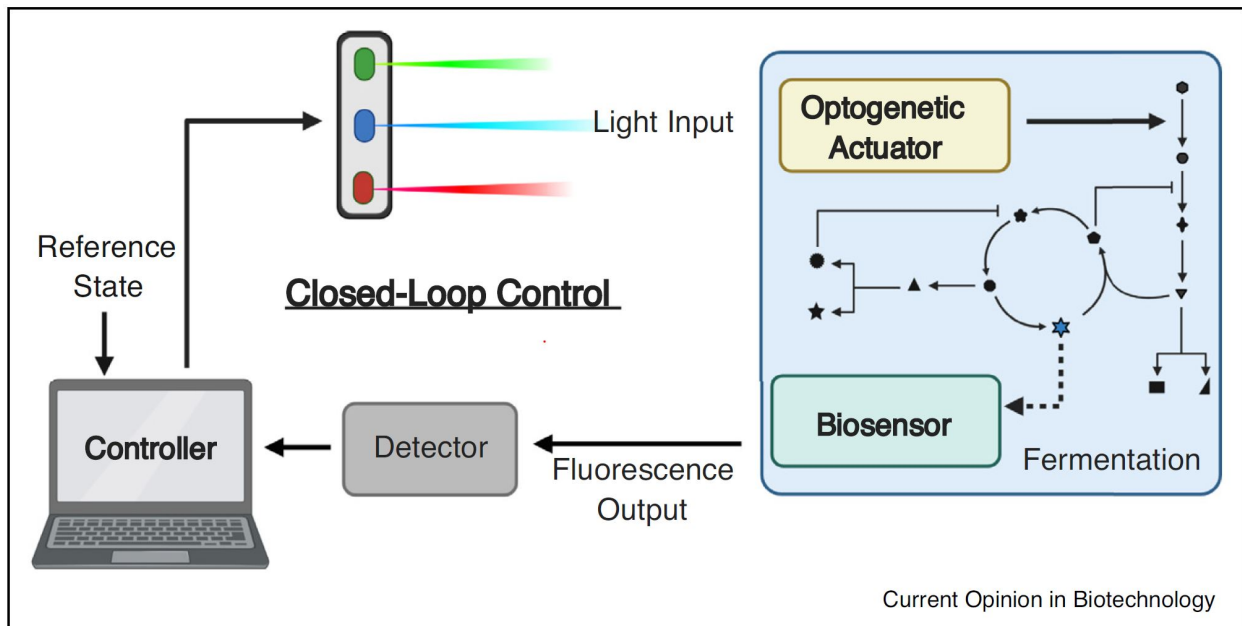 Light Input
Optogenetic
Actuator
Reference
State
Closed-Loop Control
Controller
Detector
Biosensor
Fluorescence
Output
Fermentation
Current Opinion in Biotechnology